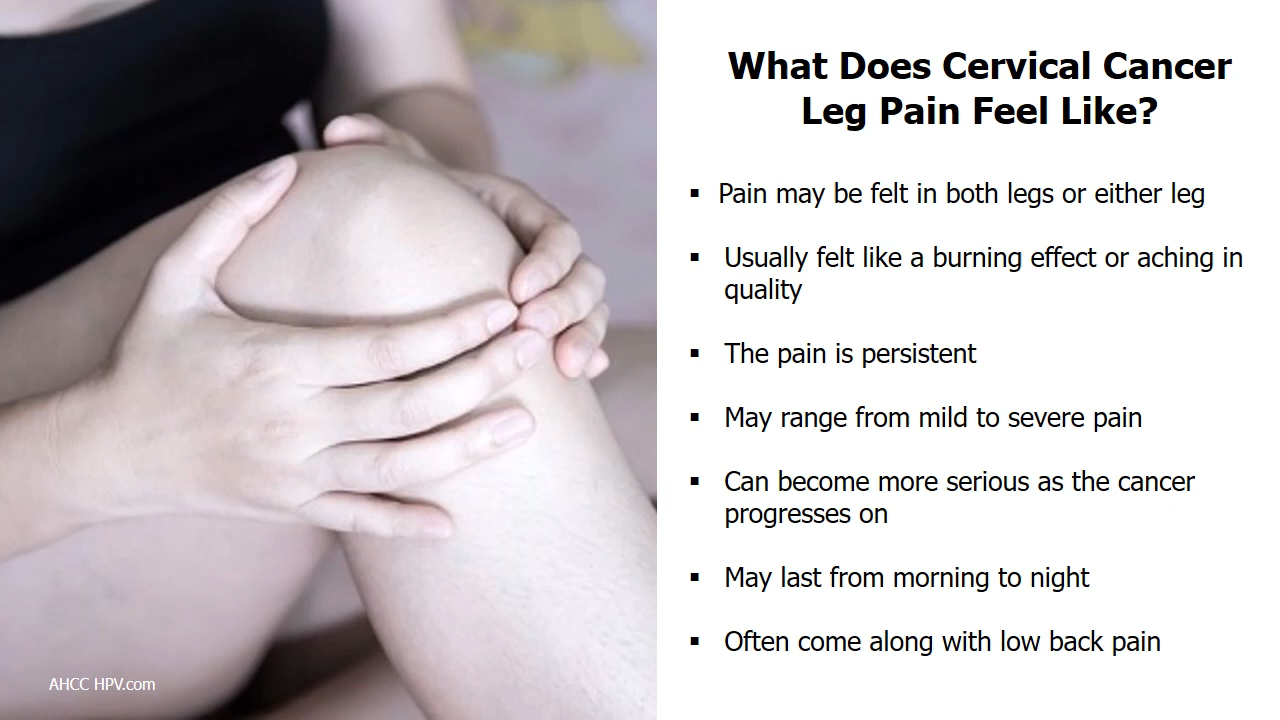 What Does Cervical Cancer
Leg Pain Feel Like?
▪ Pain may be felt in both legs or either leg
▪ Usually felt like a burning effect or aching in
quality
▪ The pain is persistent
▪ May range from mild to severe pain
▪ Can become more serious as the cancer
progresses on
▪ May last from morning to night
▪ Often come along with low back pain
AHCC HPV.com